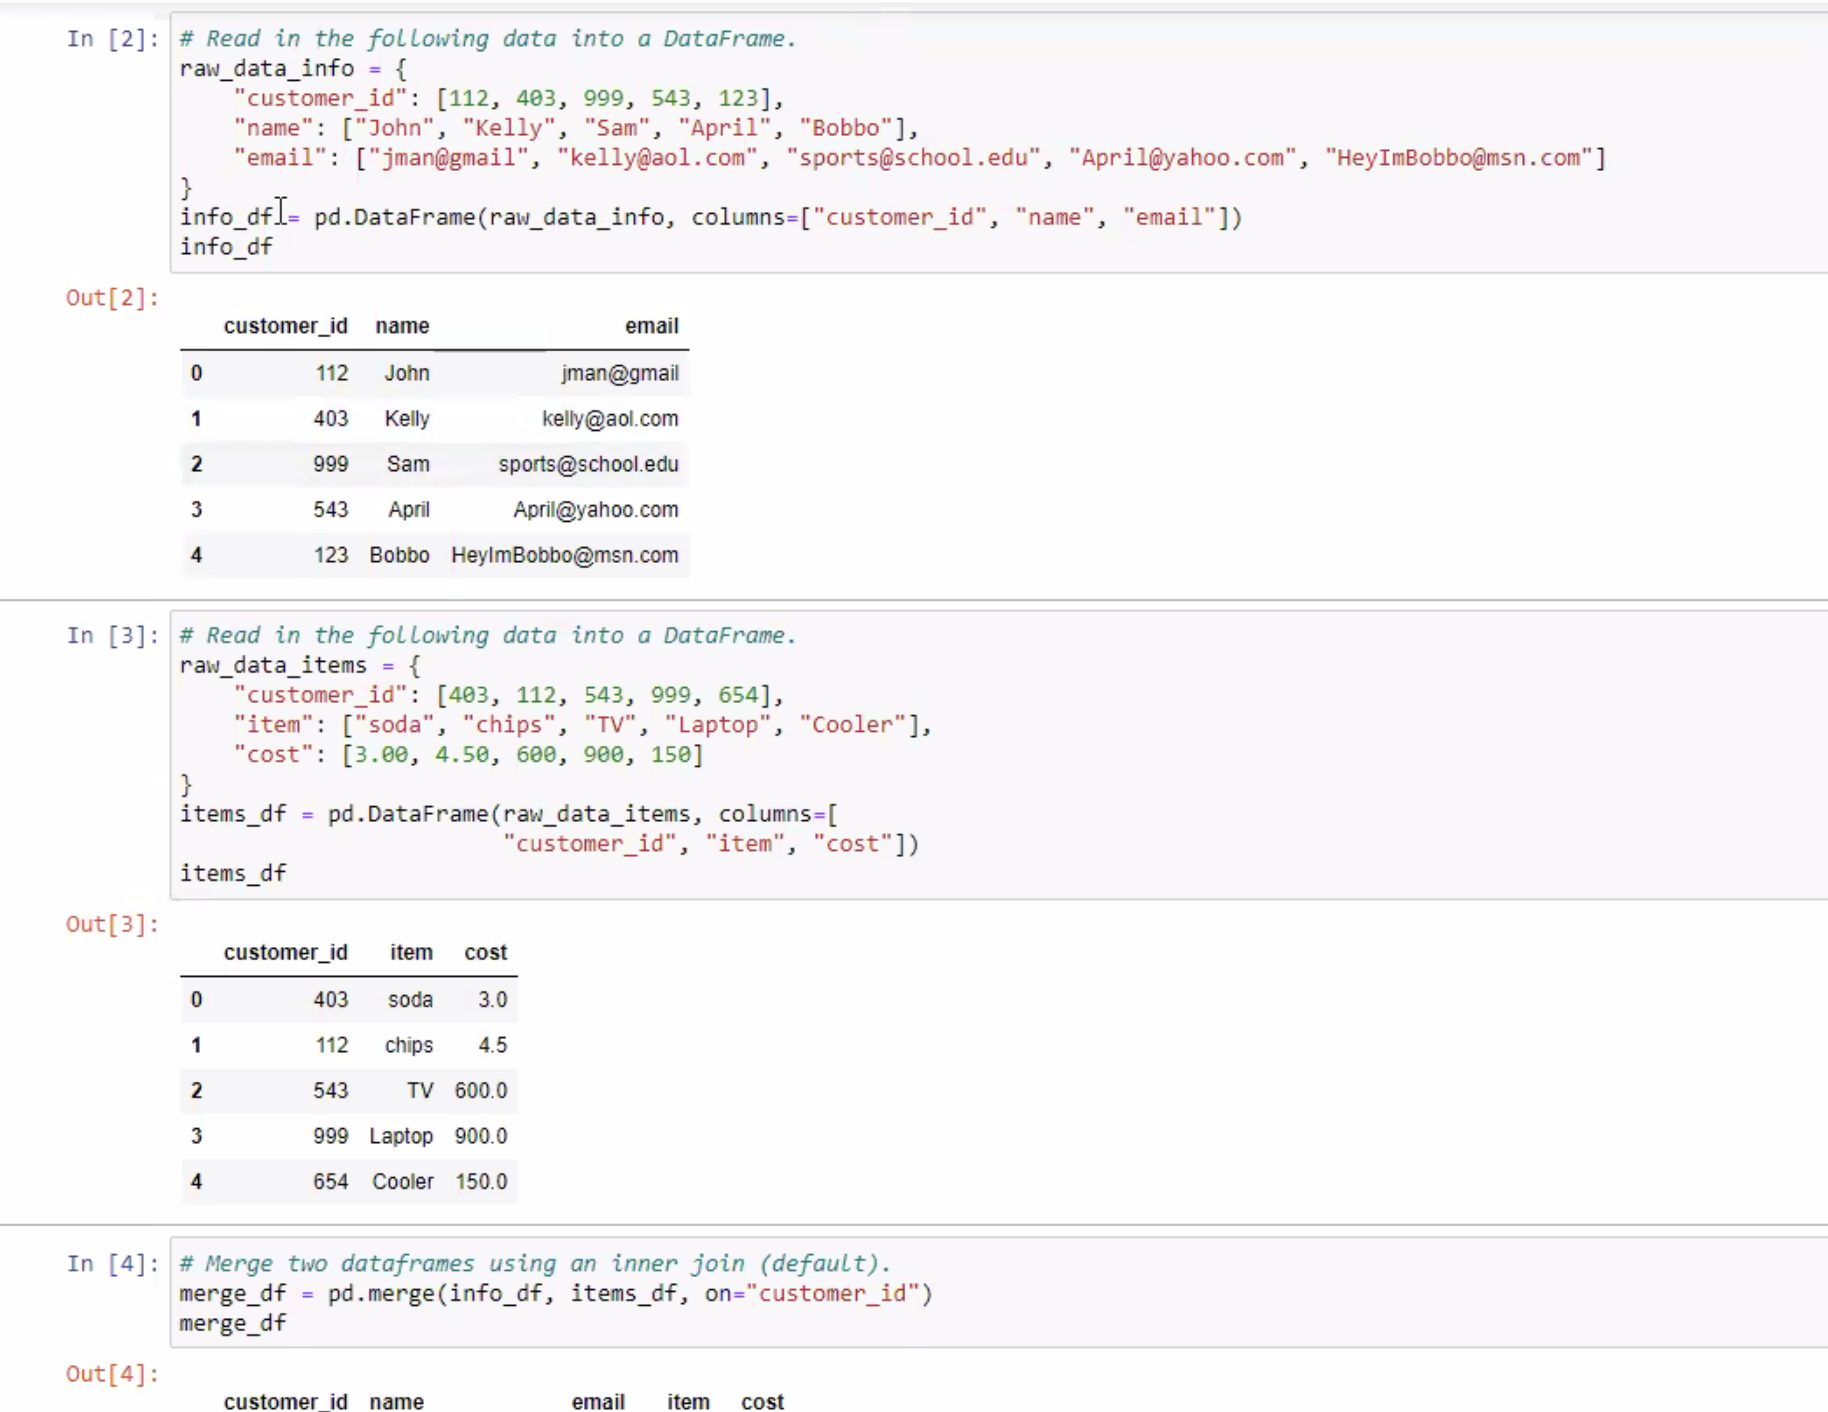 In [2]: # Read in the following data into a DataFrame.
raw_data_info = {
    "customer_id": [112, 403, 999, 543, 123],
    "name": ["John", "Kelly", "Sam", "April", "Bobbo"],
    "email": ["jman@gmail", "kelly@aol.com", "sports@school.edu", "April@yahoo.com", "HeyImBobbo@msn.com"]
}
info_df = pd.DataFrame(raw_data_info, columns=["customer_id", "name", "email"])
info_df
Out[2]:
customer_id name email
0 112 John jman@gmail
1 403 Kelly kelly@aol.com
2 999 Sam sports@school.edu
3 543 April April@yahoo.com
4 123 Bobbo HeyImBobbo@msn.com
In [3]: # Read in the following data into a DataFrame.
raw_data_items = {
    "customer_id": [403, 112, 543, 999, 654],
    "item": ["soda", "chips", "TV", "Laptop", "Cooler"],
    "cost": [3.00, 4.50, 600, 900, 150]
}
items_df = pd.DataFrame(raw_data_items, columns=[
                        "customer_id", "item", "cost"])
items_df
Out[3]:
customer_id item cost
0 403 soda 3.0
1 112 chips 4.5
2 543 TV 600.0
3 999 Laptop 900.0
4 654 Cooler 150.0
In [4]: # Merge two dataframes using an inner join (default).
merge_df = pd.merge(info_df, items_df, on="customer_id")
merge_df
Out[4]:
customer_id name email item cost